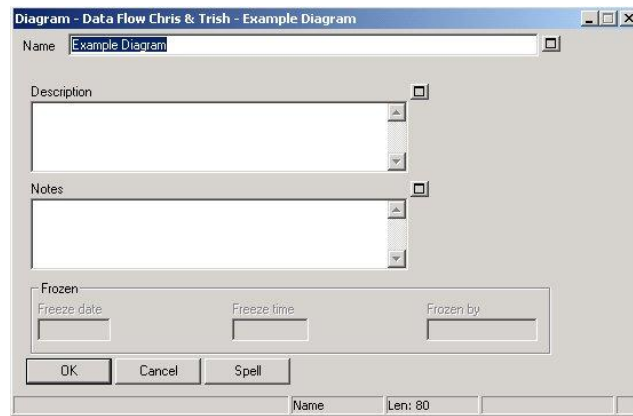 Diagram - Data Flow Chris & Trish - Example Diagram
Name Example Diagram
Description
Notes
Frozen
Freeze date Freeze time Frozen by
OK Cancel Spell
Name Len: 80